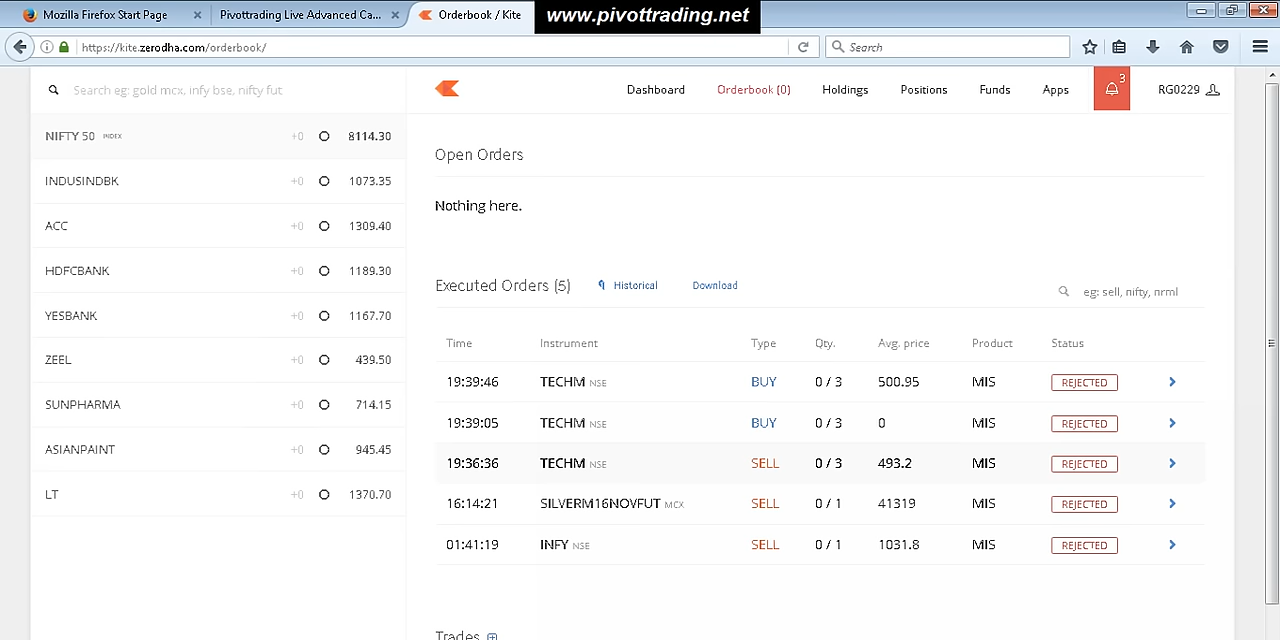 Mozilla Firefox Start Page × Pivottrading Live Advanced Ca... × Orderbook / Kite
www.pivottrading.net
https://kite.zerodha.com/orderbook/ Search
Search eg: gold mcx, infy bse, nifty fut
Dashboard Orderbook (0) Holdings Positions Funds Apps 3 RG0229
NIFTY 50 INDEX +0 8114.30
INDUSINDBK +0 1073.35
ACC +0 1309.40
HDFCBANK +0 1189.30
YESBANK +0 1167.70
ZEEL +0 439.50
SUNPHARMA +0 714.15
ASIANPAINT +0 945.45
LT +0 1370.70
Open Orders
Nothing here.
Executed Orders (5) Historical Download eg: sell, nifty, nrml
Time Instrument Type Qty. Avg. price Product Status
19:39:46 TECHM NSE BUY 0 / 3 500.95 MIS REJECTED
19:39:05 TECHM NSE BUY 0 / 3 0 MIS REJECTED
19:36:36 TECHM NSE SELL 0 / 3 493.2 MIS REJECTED
16:14:21 SILVERM16NOVFUT MCX SELL 0 / 1 41319 MIS REJECTED
01:41:19 INFY NSE SELL 0 / 1 1031.8 MIS REJECTED
Trades